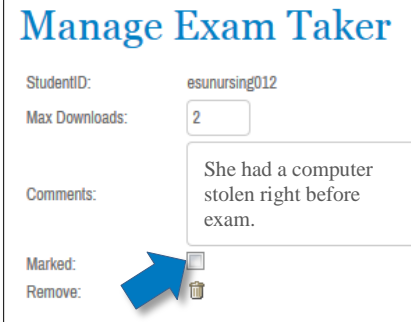 Manage Exam Taker
StudentID: esunursing012
Max Downloads: 2
Comments:
She had a computer
stolen right before
exam.
Marked:
Remove: